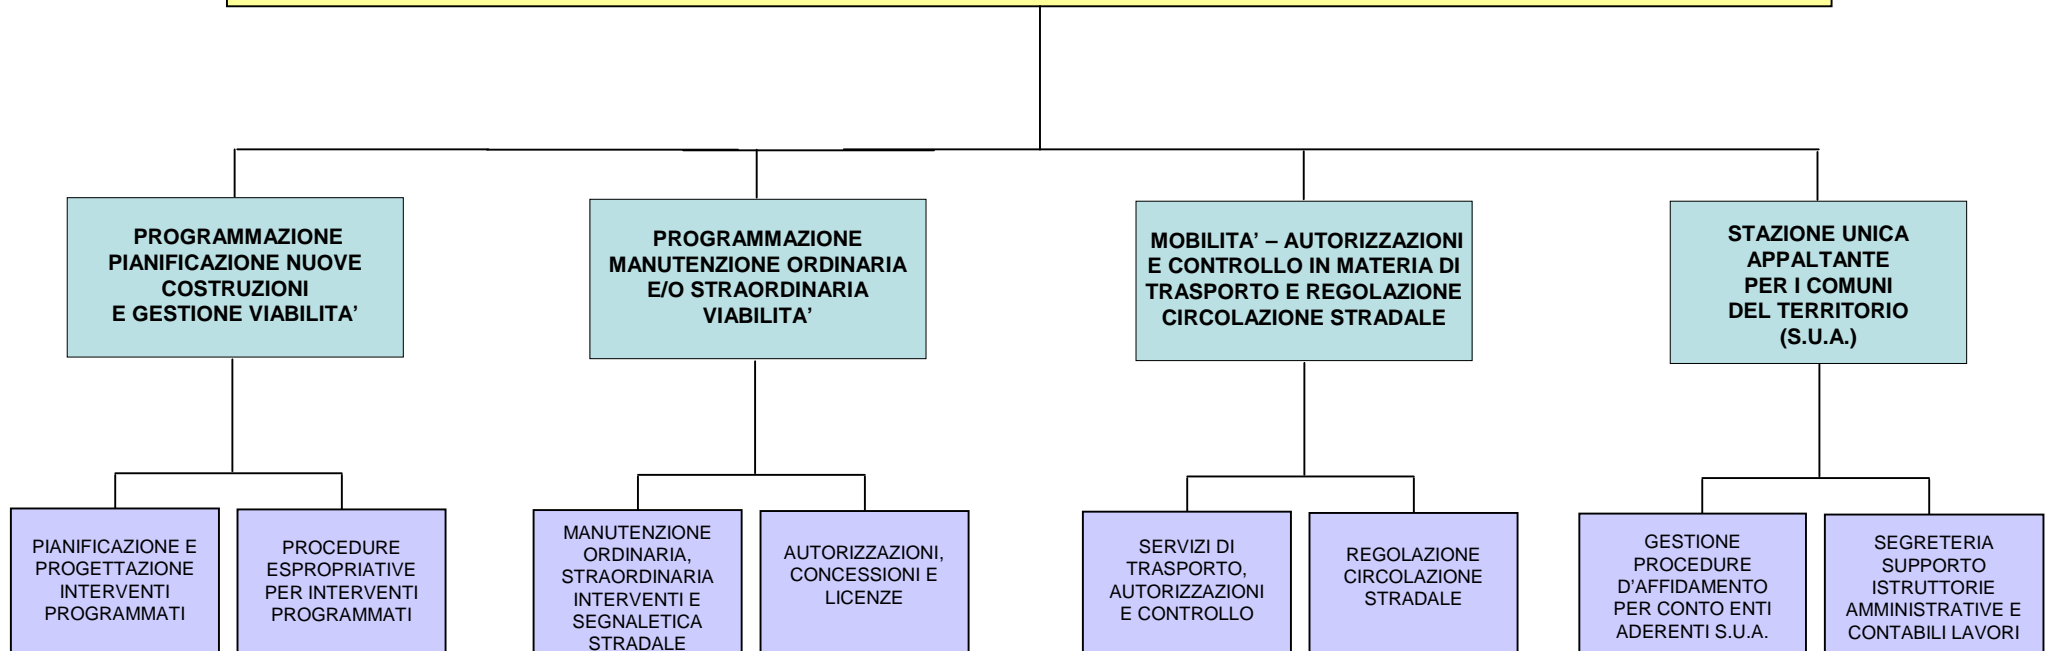 PROGRAMMAZIONE
PIANIFICAZIONE NUOVE
COSTRUZIONI
E GESTIONE VIABILITA’
PROGRAMMAZIONE
MANUTENZIONE ORDINARIA
E/O STRAORDINARIA
VIABILITA’
MOBILITA’ – AUTORIZZAZIONI
E CONTROLLO IN MATERIA DI
TRASPORTO E REGOLAZIONE
CIRCOLAZIONE STRADALE
STAZIONE UNICA
APPALTANTE
PER I COMUNI
DEL TERRITORIO
(S.U.A.)
PIANIFICAZIONE E
PROGETTAZIONE
INTERVENTI
PROGRAMMATI
PROCEDURE
ESPROPRIATIVE
PER INTERVENTI
PROGRAMMATI
MANUTENZIONE
ORDINARIA,
STRAORDINARIA
INTERVENTI E
SEGNALETICA
STRADALE
AUTORIZZAZIONI,
CONCESSIONI E
LICENZE
SERVIZI DI
TRASPORTO,
AUTORIZZAZIONI
E CONTROLLO
REGOLAZIONE
CIRCOLAZIONE
STRADALE
GESTIONE
PROCEDURE
D’AFFIDAMENTO
PER CONTO ENTI
ADERENTI S.U.A.
SEGRETERIA
SUPPORTO
ISTRUTTORIE
AMMINISTRATIVE E
CONTABILI LAVORI